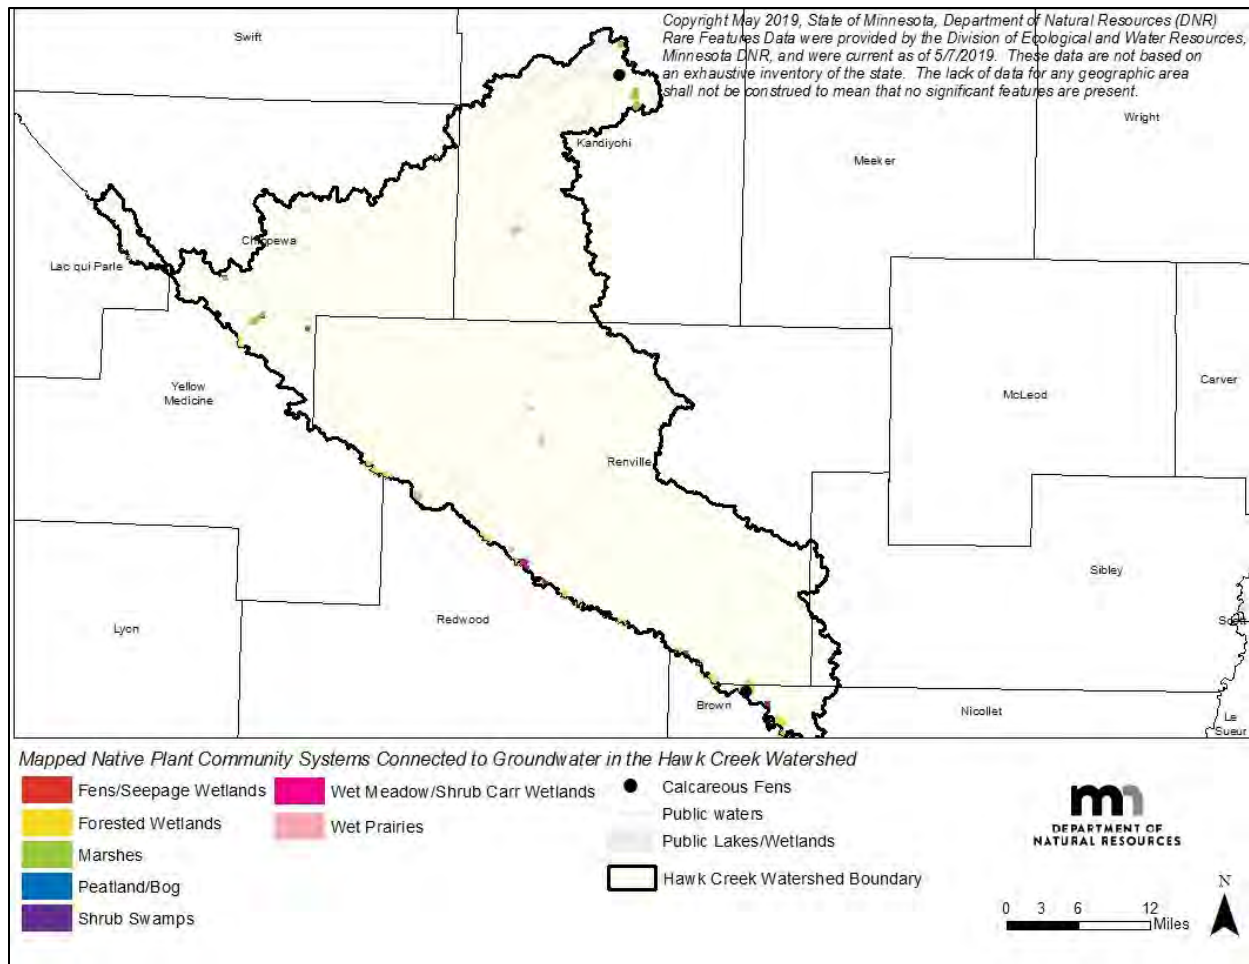 Copyright May 2019, State of Minnesota, Department of Natural Resources (DNR)
Rare Features Data were provided by the Division of Ecological and Water Resources,
Minnesota DNR, and were current as of 5/7/2019. These data are not based on
an exhaustive inventory of the state. The lack of data for any geographic area
shall not be construed to mean that no significant features are present.
Swift
Wright
Kandiyohi
Meeker
Chippewa
Lac qui Parle
Yellow
Medicine
McLeod
Carver
Renville
Sibley
Scott
Lyon
Redwood
Brown
Nicollet
Le
Sueur
Mapped Native Plant Community Systems Connected to Groundwater in the Hawk Creek Watershed
Fens/Seepage Wetlands
Forested Wetlands
Marshes
Peatland/Bog
Shrub Swamps
Wet Meadow/Shrub Carr Wetlands
Wet Prairies
Calcareous Fens
Public waters
Public Lakes/Wetlands
Hawk Creek Watershed Boundary
DEPARTMENT OF
NATURAL RESOURCES
N
0 3 6 12
Miles